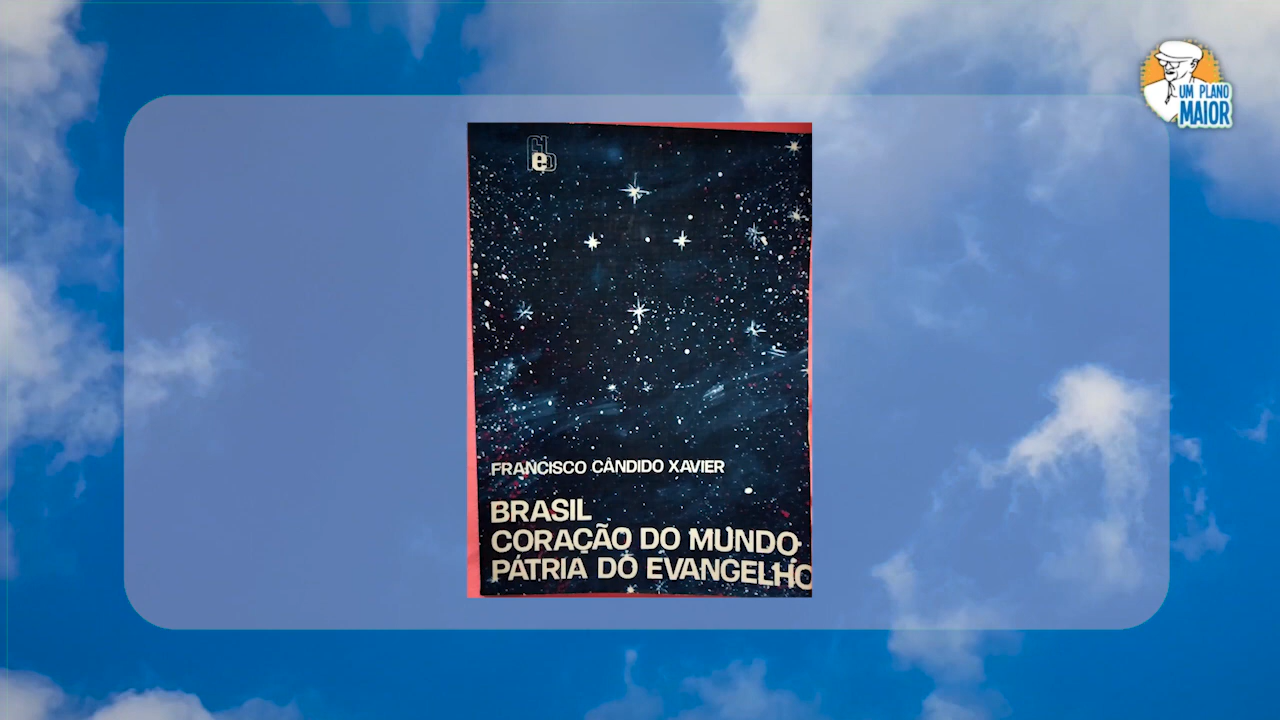 UM PLANO
MAIOR
feb
FRANCISCO CÂNDIDO XAVIER
BRASIL
CORAÇÃO DO MUNDO
PÁTRIA DO EVANGELHO